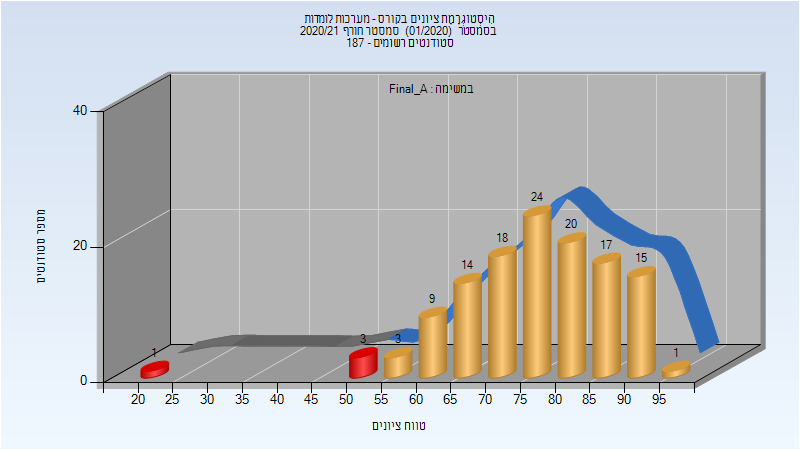 היסטוגרמת ציונים בקורס - מערכות לומדות
בסמסטר (01/2020) סמסטר חורף 2020/21
סטודנטים רשומים - 187
במשימה : Final_A
מספר סטודנטים
40
20
0
1
3
3
9
14
18
24
20
17
15
1
20 25 30 35 40 45 50 55 60 65 70 75 80 85 90 95
טווח ציונים